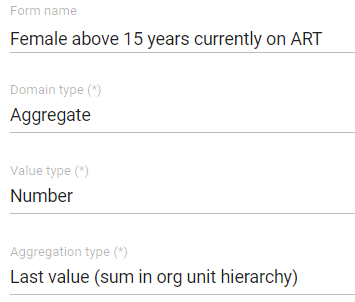 Form name
Female above 15 years currently on ART
Domain type (*)
Aggregate
Value type (*)
Number
Aggregation type (*)
Last value (sum in org unit hierarchy)